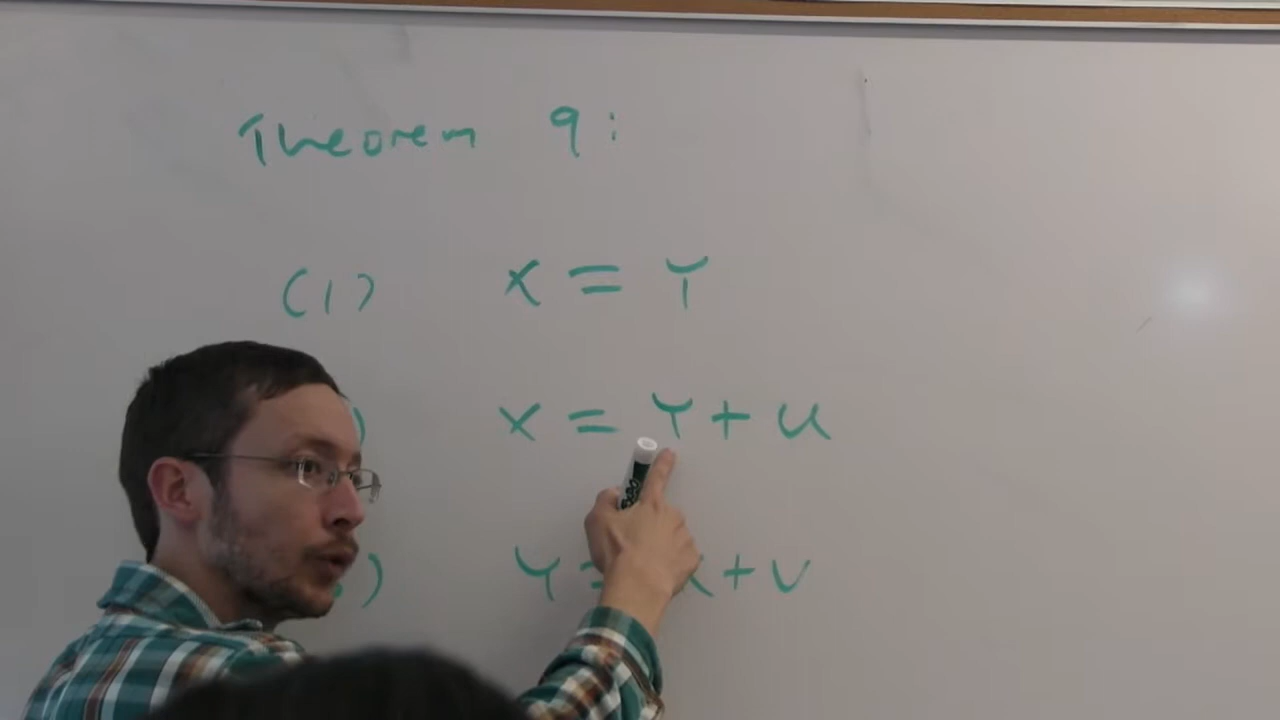 Theorem 9:
(1) x = Y
) x = Y + u
) Y = x + v